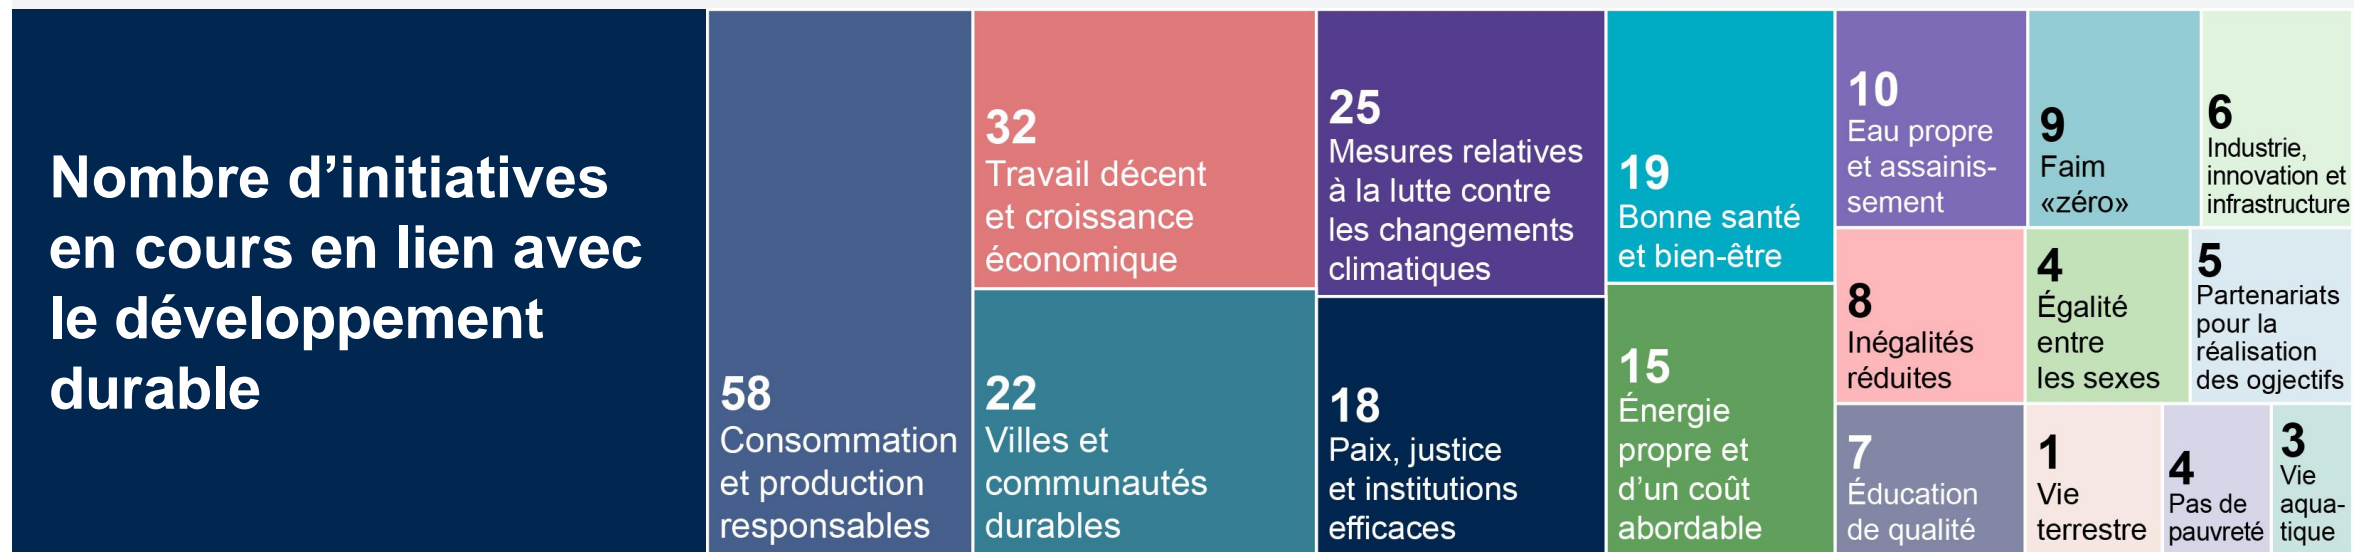 Nombre d’initiatives
en cours en lien avec
le développement
durable
58
Consommation
et production
responsables
32
Travail décent
et croissance
économique
22
Villes et
communautés
durables
25
Mesures relatives
à la lutte contre
les changements
climatiques
18
Paix, justice
et institutions
efficaces
19
Bonne santé
et bien-être
15
Énergie
propre et
d’un coût
abordable
10
Eau propre
et assainis-
sement
9
Faim
«zéro»
6
Industrie,
innovation et
infrastructure
8
Inégalités
réduites
4
Égalité
entre
les sexes
5
Partenariats
pour la
réalisation
des ogjectifs
7
Éducation
de qualité
1
Vie
terrestre
4
Pas de
pauvreté
3
Vie
aqua-
tique